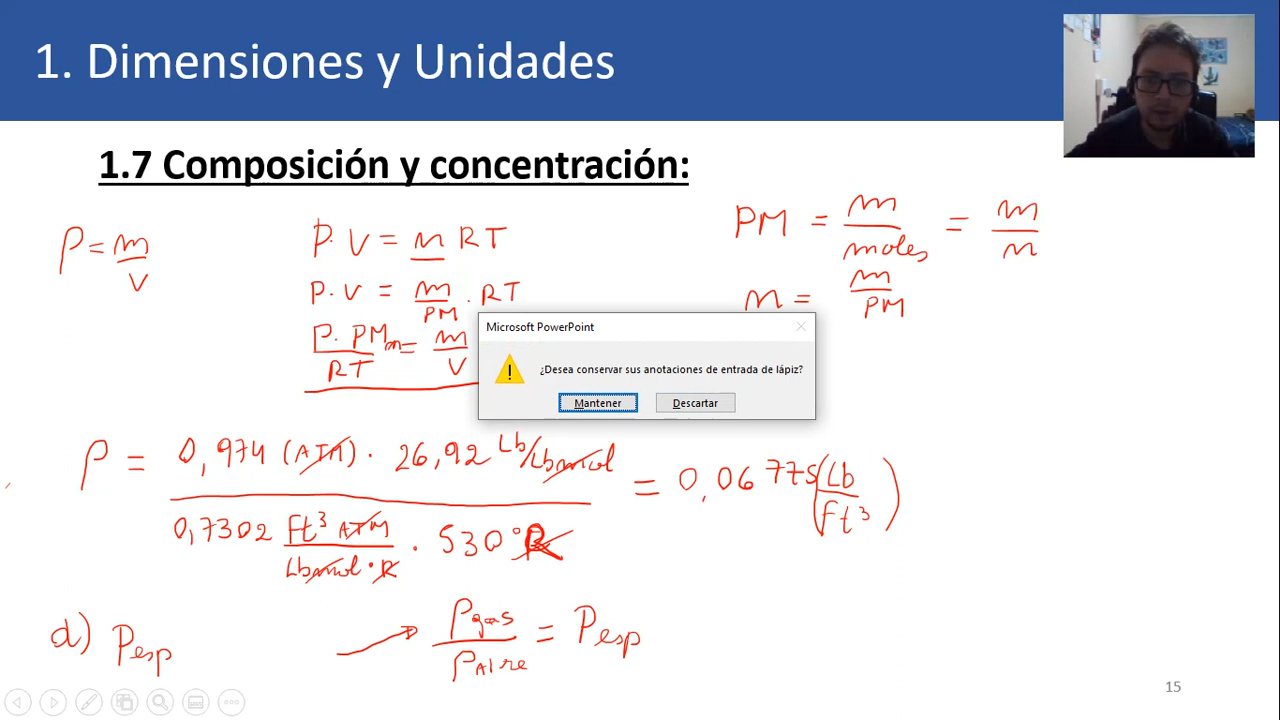 1. Dimensiones y Unidades
1.7 Composición y concentración:
ρ = m / V
P. V = n RT
P. V = m / PM . RT
P. PMm / RT = m / V
PM = m / moles = m / n
n = m / PM
Microsoft PowerPoint
¿Desea conservar sus anotaciones de entrada de lápiz?
Mantener
Descartar
ρ = 0,974 (ATM) . 26,92 Lb/Lbmol / 0,7302 Ft³ ATM / Lbmol · R . 530 °R = 0,06775 (Lb / Ft³)
d) ρesp
ρgas / ρAire = ρesp
15